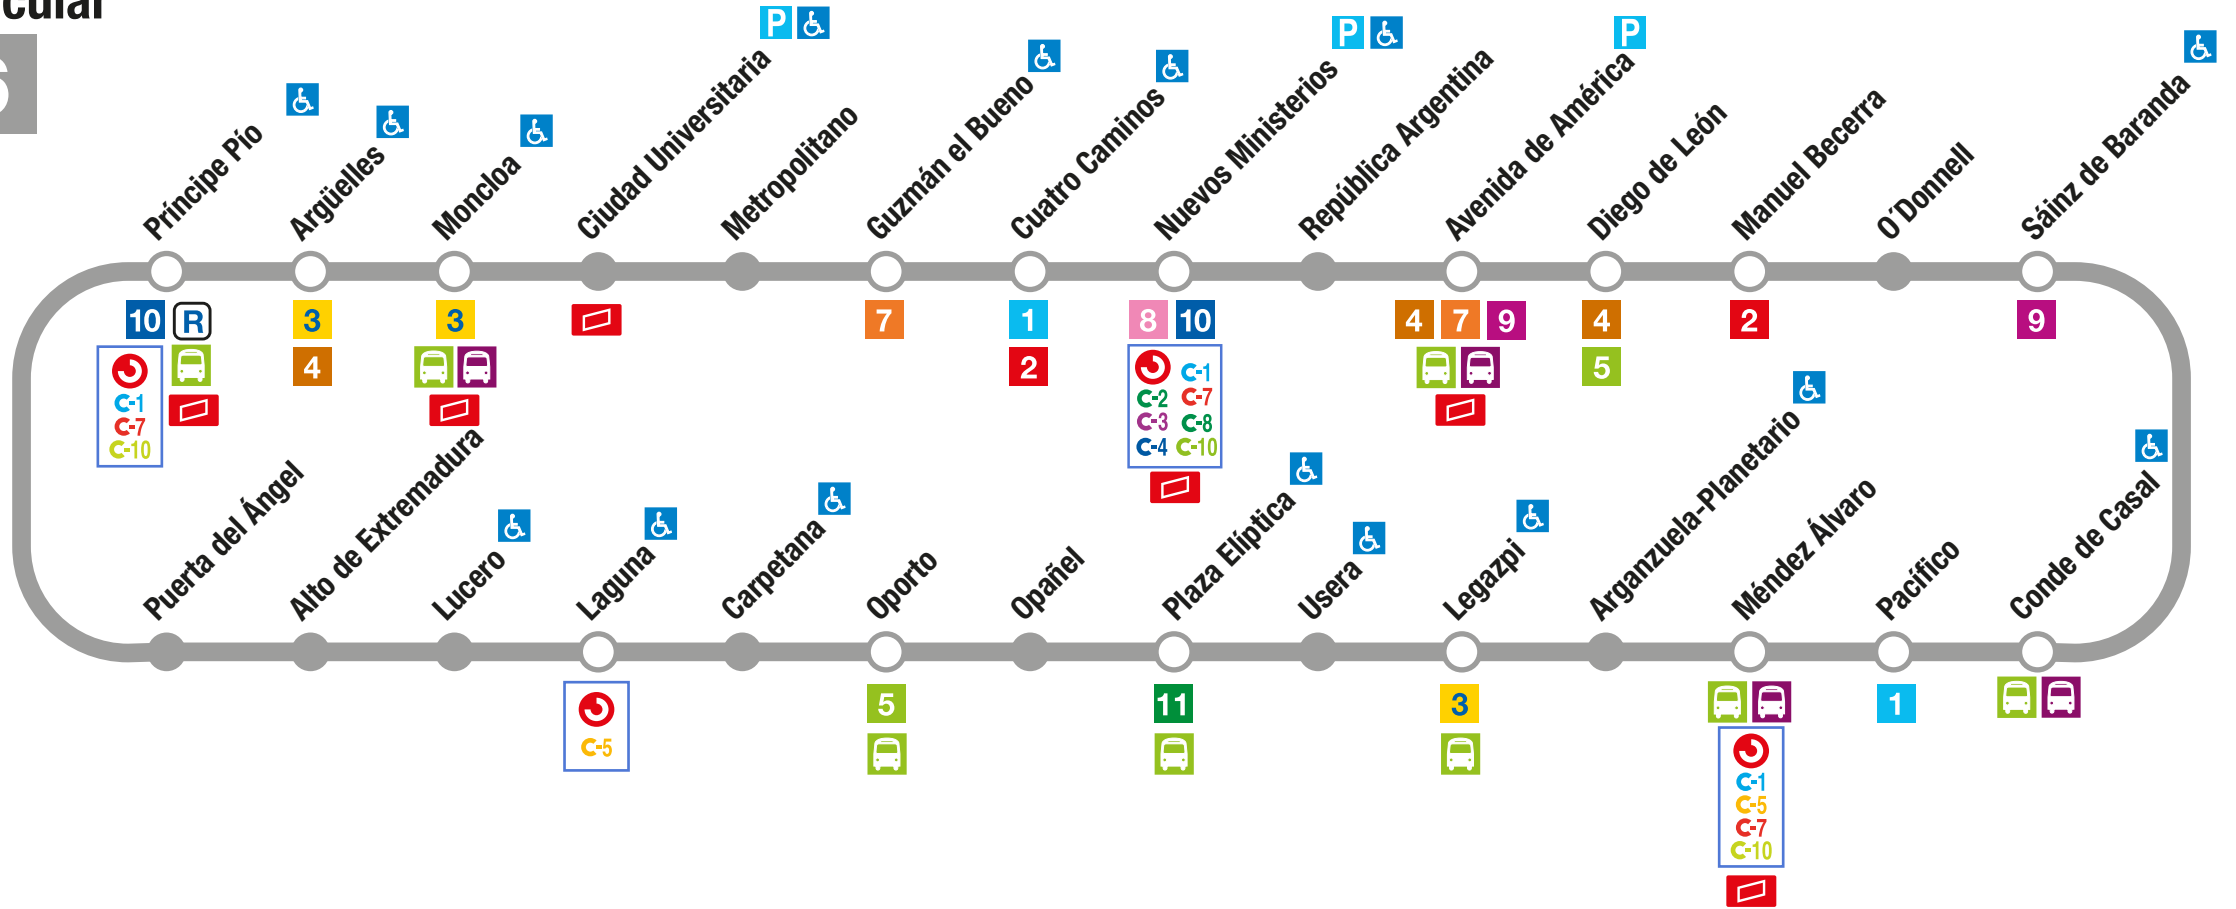 cular
6
P
P
P
Príncipe Pío
Argüelles
Moncloa
Ciudad Universitaria
Metropolitano
Guzmán el Bueno
Cuatro Caminos
Nuevos Ministerios
República Argentina
Avenida de América
Diego de León
Manuel Becerra
O´Donnell
Sáinz de Baranda
10 R
3
3
7
1
8 10
4 7 9
4
2
9
4
2
5
C-1
C-7
C-10
C-1
C-2 C-7
C-3 C-8
C-4 C-10
Puerta del Ángel
Alto de Extremadura
Lucero
Laguna
Carpetana
Oporto
Opañel
Plaza Elíptica
Usera
Legazpi
Arganzuela-Planetario
Méndez Álvaro
Pacífico
Conde de Casal
C-5
5
11
3
1
C-1
C-5
C-7
C-10